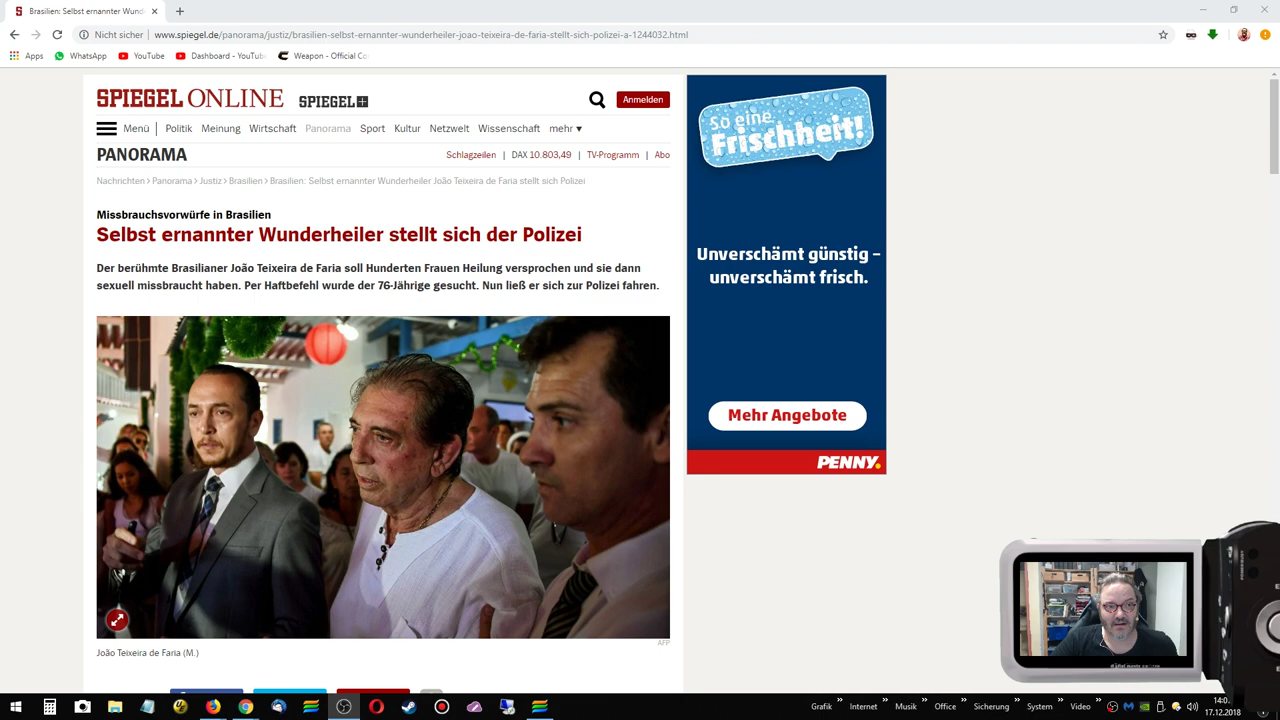 Brasilien: Selbst ernannter Wund
Nicht sicher
www.spiegel.de/panorama/justiz/brasilien-selbst-ernannter-wunderheiler-joao-teixeira-de-faria-stellt-sich-polizei-a-1244032.html
Apps WhatsApp YouTube Dashboard - YouTub Weapon - Official Co
SPIEGEL ONLINE SPIEGEL+ Anmelden
Menü Politik Meinung Wirtschaft Panorama Sport Kultur Netzwelt Wissenschaft mehr ▼
PANORAMA
Schlagzeilen | DAX 10.803,49 | TV-Programm | Abo
Nachrichten > Panorama > Justiz > Brasilien > Brasilien: Selbst ernannter Wunderheiler João Teixeira de Faria stellt sich Polizei
Missbrauchsvorwürfe in Brasilien
Selbst ernannter Wunderheiler stellt sich der Polizei
Der berühmte Brasilianer João Teixeira de Faria soll Hunderten Frauen Heilung versprochen und sie dann
sexuell missbraucht haben. Per Haftbefehl wurde der 76-Jährige gesucht. Nun ließ er sich zur Polizei fahren.
AFP
João Teixeira de Faria (M.)
So eine
Frischheit!
Unverschämt günstig –
unverschämt frisch.
Mehr Angebote
PENNY.
Grafik Internet Musik Office Sicherung System Video
14:0
17.12.2018